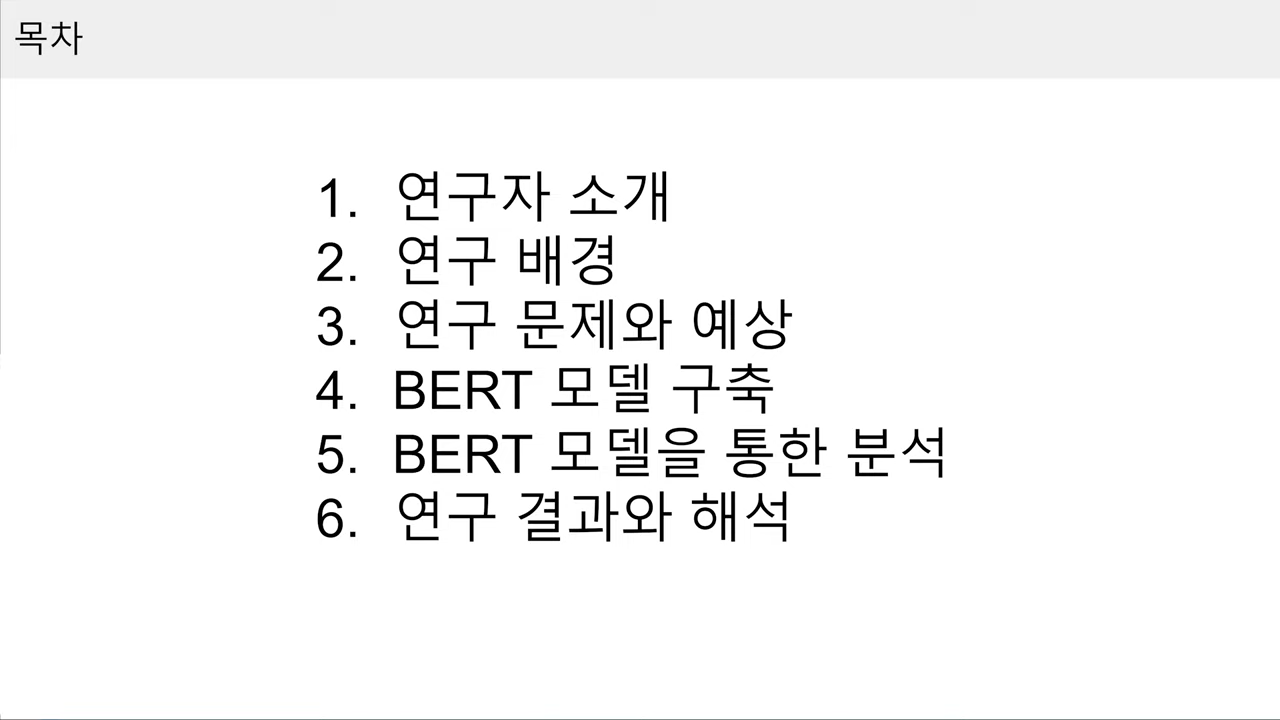 목차
1. 연구자 소개
2. 연구 배경
3. 연구 문제와 예상
4. BERT 모델 구축
5. BERT 모델을 통한 분석
6. 연구 결과와 해석